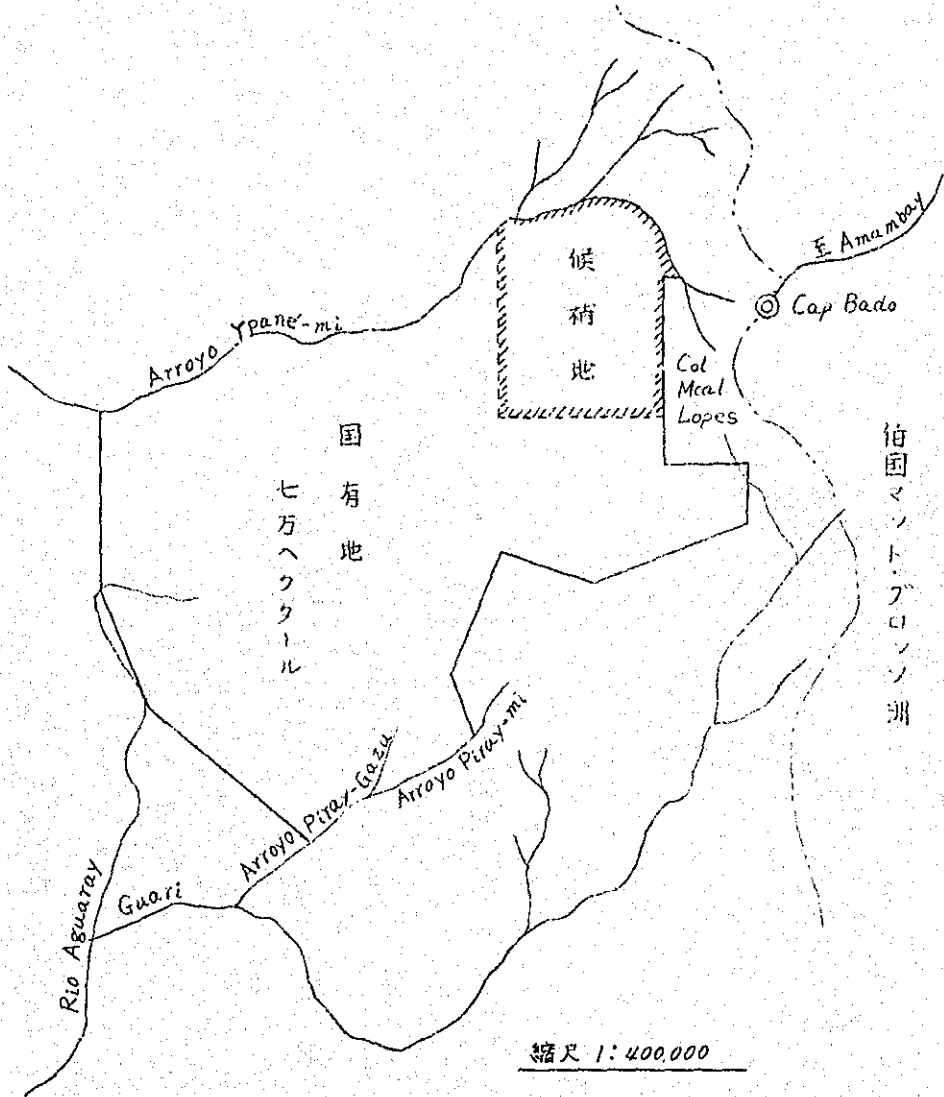 至 Amambay
Cap Bado
候補地
Arroyo Ypané-mi
Col
Mcal
Lopes
国有地
七万ヘクタール
伯国マット・グロッソ洲
Arroyo Piray-Gazu
Arroyo Piray-mi
Guari
Rio Aguaray
縮尺 1:400,000